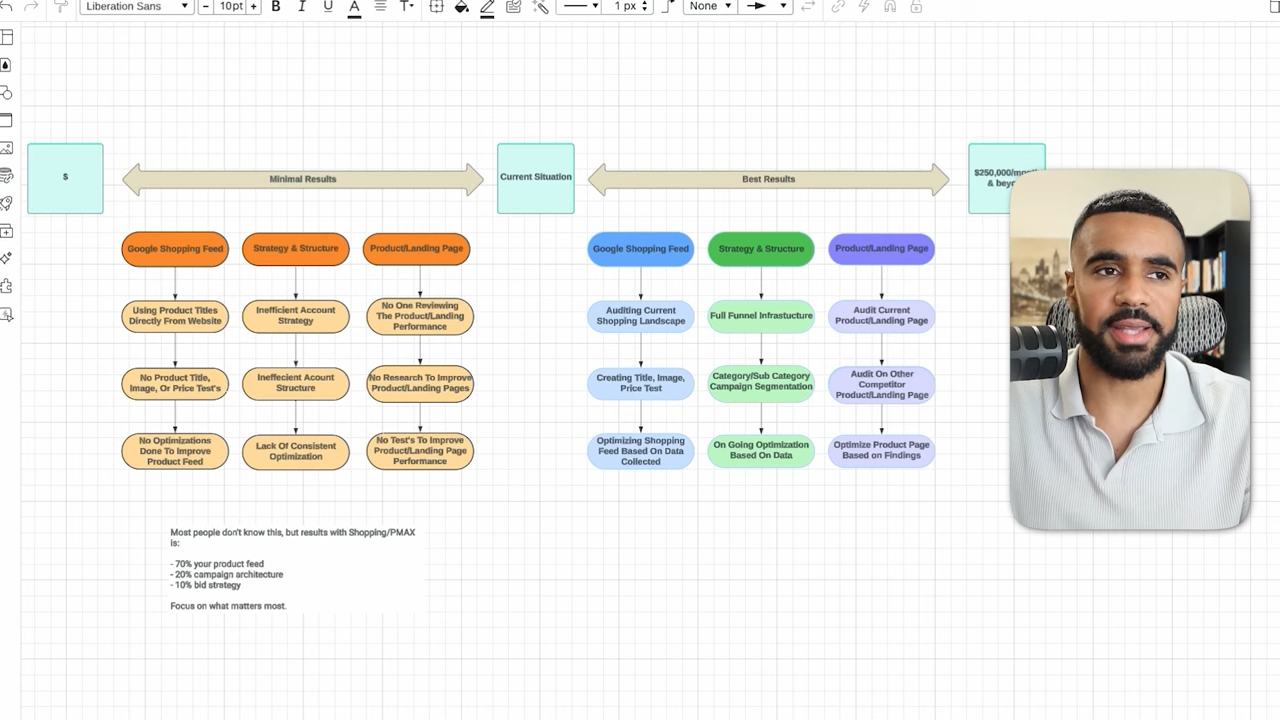 Liberation Sans
10pt
B
I
U
A
T
1 px
None
$
Minimal Results
Current Situation
Best Results
$250,000/month
& beyo
Google Shopping Feed
Strategy & Structure
Product/Landing Page
Google Shopping Feed
Strategy & Structure
Product/Landing Page
Using Product Titles
Directly From Website
Inefficient Account
Strategy
No One Reviewing
The Product/Landing
Performance
Auditing Current
Shopping Landscape
Full Funnel Infrastucture
Audit Current
Product/Landing Page
No Product Title,
Image, Or Price Test's
Ineffecient Acount
Structure
No Research To Improve
Product/Landing Pages
Creating Title, Image,
Price Test
Category/Sub Category
Campaign Segmentation
Audit On Other
Competitor
Product/Landing Page
No Optimizations
Done To Improve
Product Feed
Lack Of Consistent
Optimization
No Test's To Improve
Product/Landing Page
Performance
Optimizing Shopping
Feed Based On Data
Collected
On Going Optimization
Based On Data
Optimize Product Page
Based on Findings
Most people don't know this, but results with Shopping/PMAX
is:
- 70% your product feed
- 20% campaign architecture
- 10% bid strategy
Focus on what matters most.